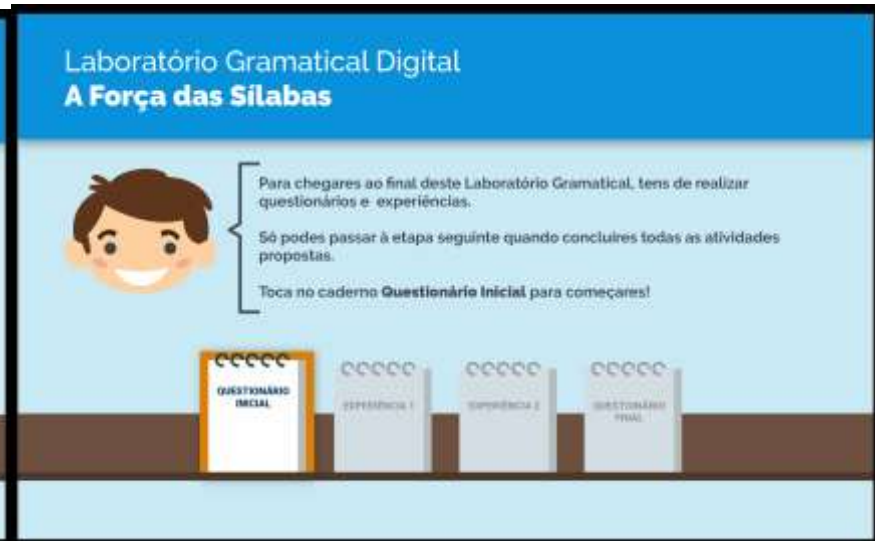 Laboratório Gramatical Digital
A Força das Sílabas
Para chegares ao final deste Laboratório Gramatical, tens de realizar
questionários e experiências.
Só podes passar à etapa seguinte quando concluires todas as atividades
propostas.
Toca no caderno Questionário Inicial para começares!
QUESTIONÁRIO
INICIAL
EXPERIÊNCIA 1
EXPERIÊNCIA 2
QUESTIONÁRIO
FINAL